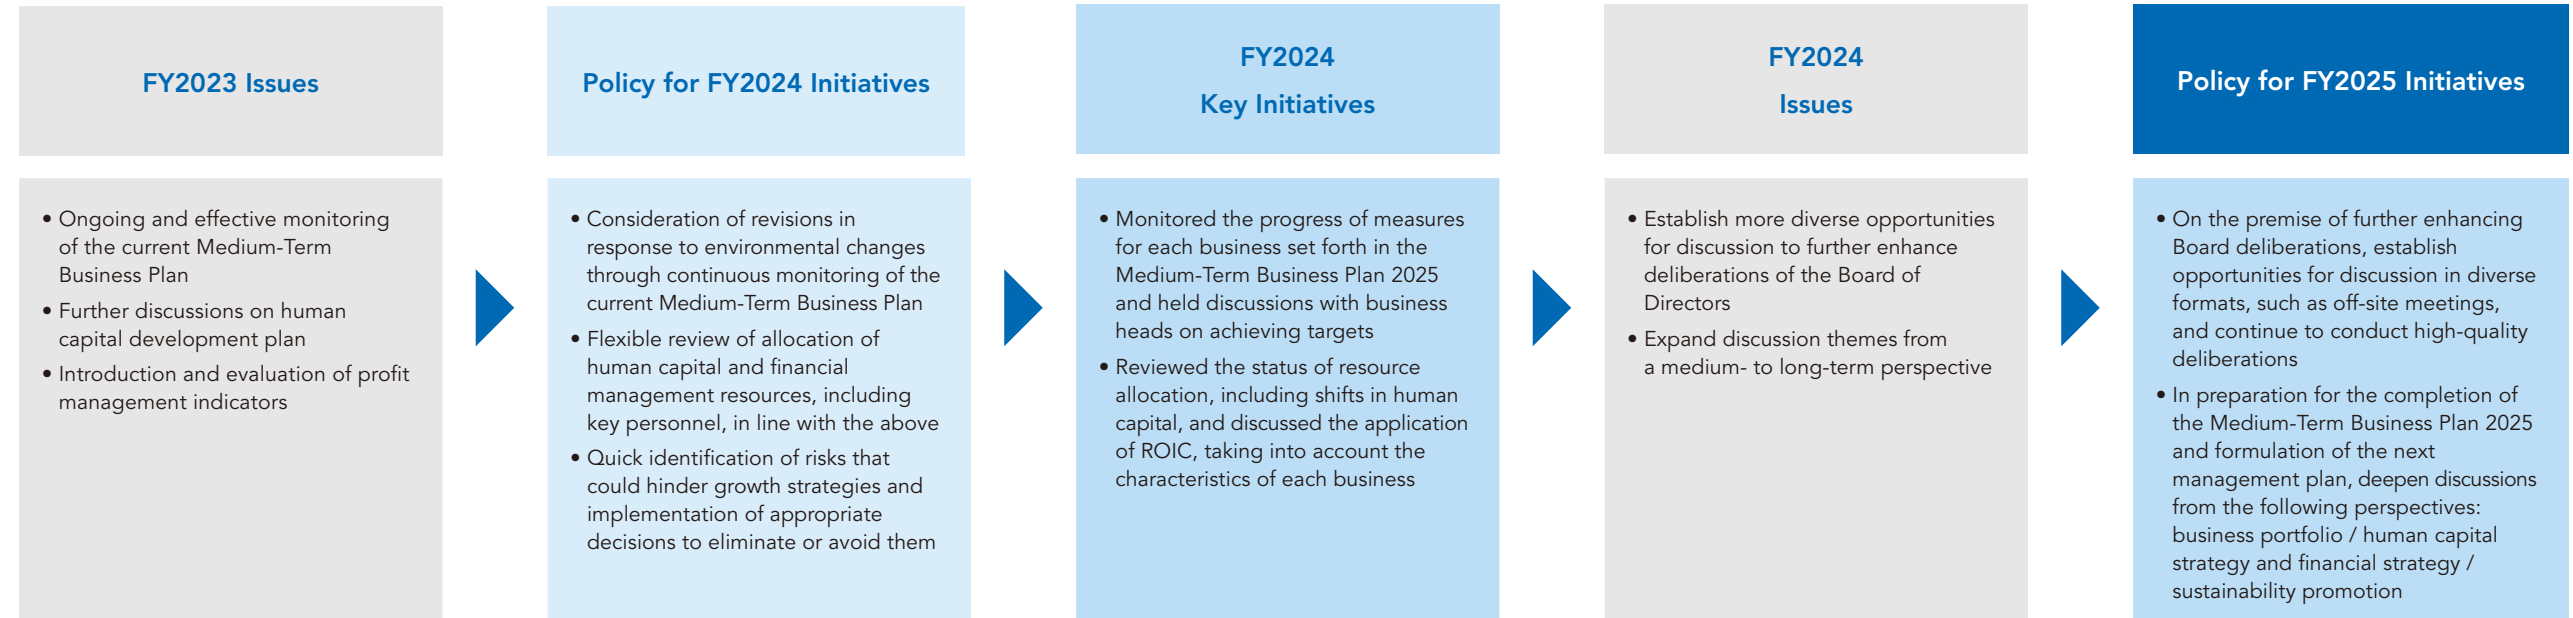 FY2023 Issues
• Ongoing and effective monitoring
of the current Medium-Term
Business Plan
• Further discussions on human
capital development plan
• Introduction and evaluation of profit
management indicators
Policy for FY2024 Initiatives
• Consideration of revisions in
response to environmental changes
through continuous monitoring of the
current Medium-Term Business Plan
• Flexible review of allocation of
human capital and financial
management resources, including
key personnel, in line with the above
• Quick identification of risks that
could hinder growth strategies and
implementation of appropriate
decisions to eliminate or avoid them
FY2024
Key Initiatives
• Monitored the progress of measures
for each business set forth in the
Medium-Term Business Plan 2025
and held discussions with business
heads on achieving targets
• Reviewed the status of resource
allocation, including shifts in human
capital, and discussed the application
of ROIC, taking into account the
characteristics of each business
FY2024
Issues
• Establish more diverse opportunities
for discussion to further enhance
deliberations of the Board of
Directors
• Expand discussion themes from
a medium- to long-term perspective
Policy for FY2025 Initiatives
• On the premise of further enhancing
Board deliberations, establish
opportunities for discussion in diverse
formats, such as off-site meetings,
and continue to conduct high-quality
deliberations
• In preparation for the completion of
the Medium-Term Business Plan 2025
and formulation of the next
management plan, deepen discussions
from the following perspectives:
business portfolio / human capital
strategy and financial strategy /
sustainability promotion